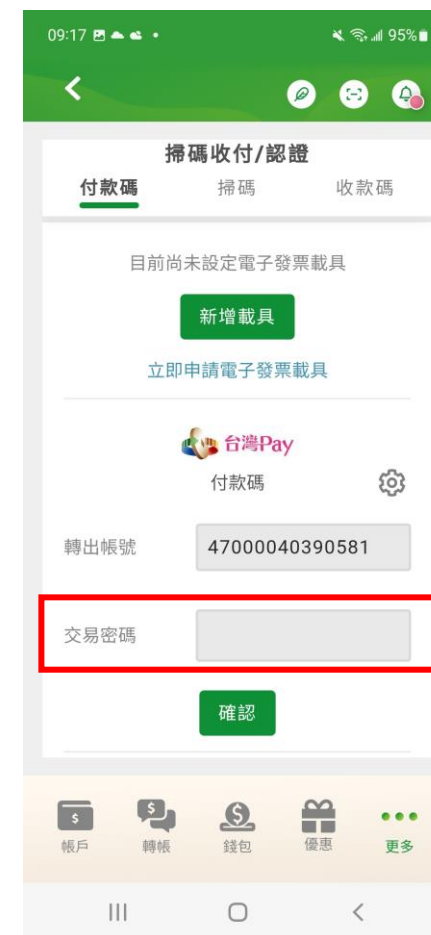 09:17 95%
掃碼收付/認證
付款碼 掃碼 收款碼
目前尚未設定電子發票載具
新增載具
立即申請電子發票載具
台灣Pay
付款碼
轉出帳號 47000040390581
交易密碼
確認
帳戶 轉帳 錢包 優惠 更多